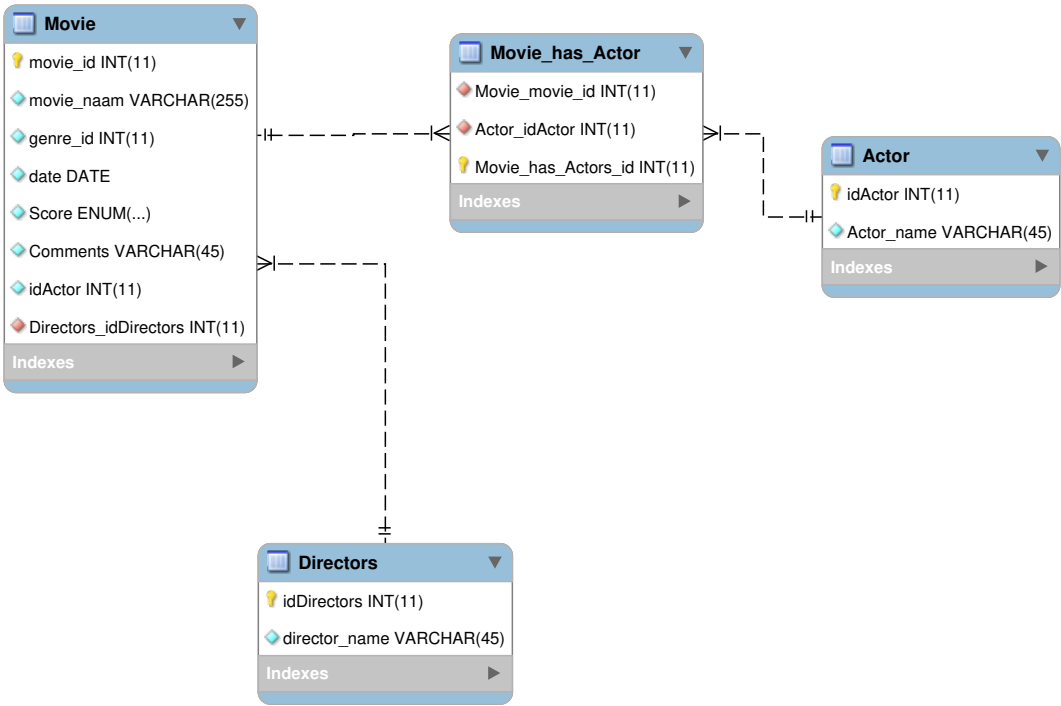 Movie
movie_id INT(11)
movie_naam VARCHAR(255)
genre_id INT(11)
date DATE
Score ENUM(...)
Comments VARCHAR(45)
idActor INT(11)
Directors_idDirectors INT(11)
Indexes
Movie_has_Actor
Movie_movie_id INT(11)
Actor_idActor INT(11)
Movie_has_Actors_id INT(11)
Indexes
Actor
idActor INT(11)
Actor_name VARCHAR(45)
Indexes
Directors
idDirectors INT(11)
director_name VARCHAR(45)
Indexes